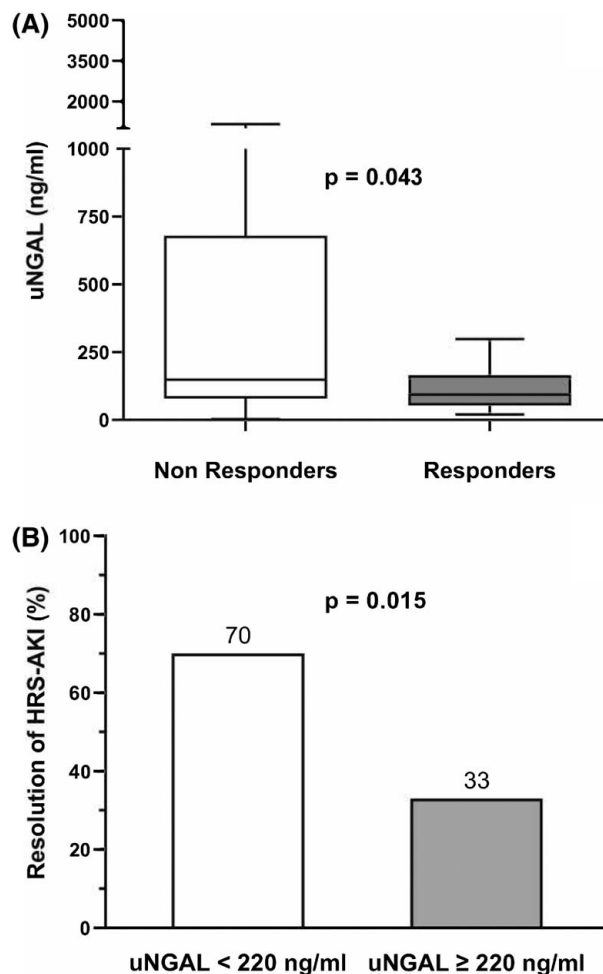 (A)
uNGAL (ng/ml)
5000
3500
2000
1000
750
500
250
0
p = 0.043
Non Responders
Responders
(B)
Resolution of HRS-AKI (%)
100
80
60
40
20
0
p = 0.015
70
33
uNGAL < 220 ng/ml
uNGAL ≥ 220 ng/ml